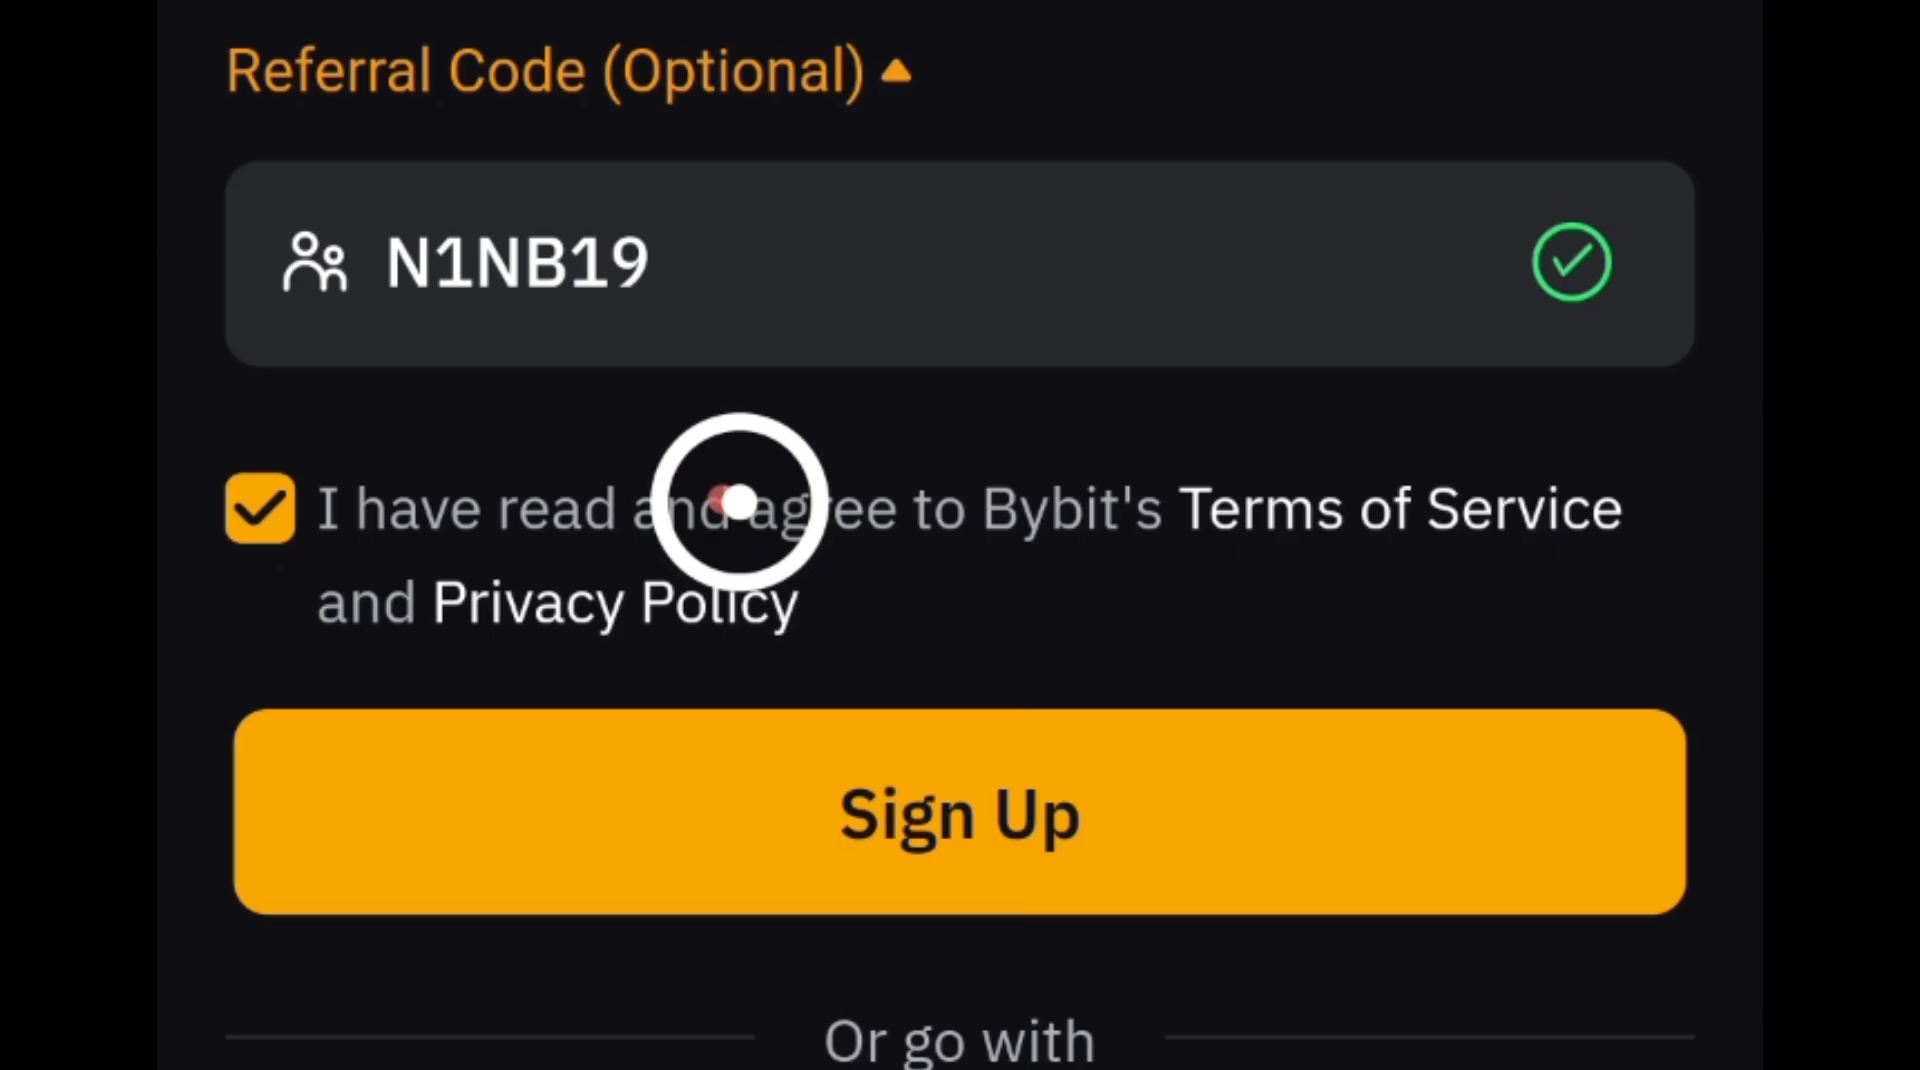 Referral Code (Optional)
N1NB19
I have read and agree to Bybit's Terms of Service
and Privacy Policy
Sign Up
Or go with